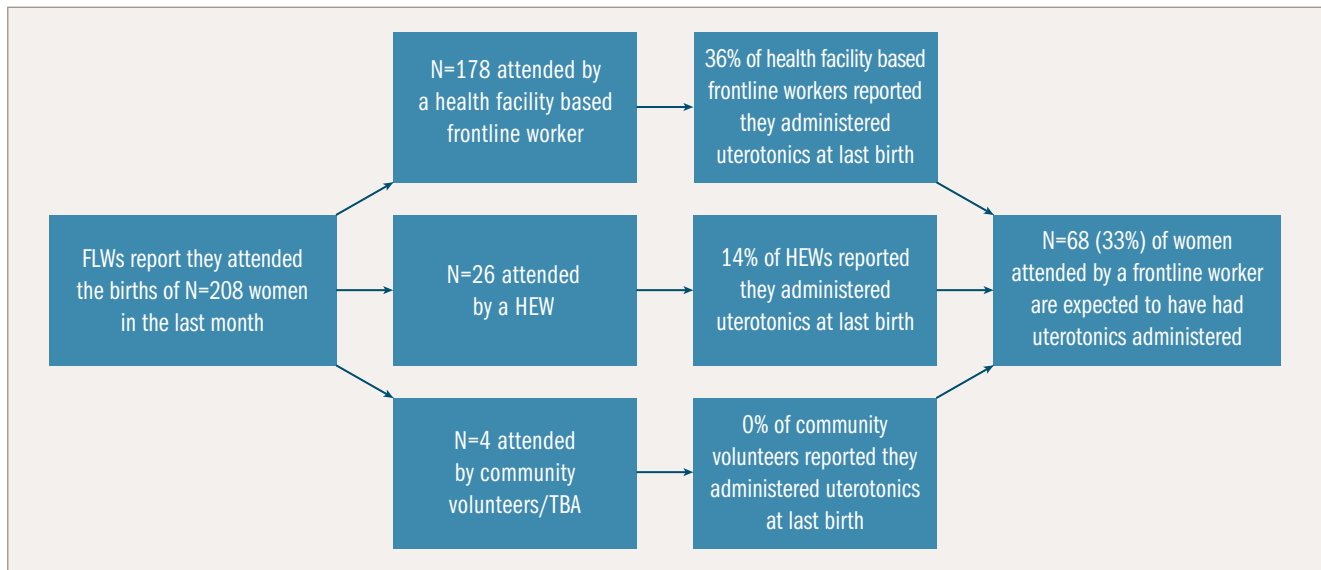 FLWs report they attended
the births of N=208 women
in the last month
N=178 attended by
a health facility based
frontline worker
36% of health facility based
frontline workers reported
they administered
uterotonics at last birth
N=26 attended
by a HEW
14% of HEWs reported
they administered
uterotonics at last birth
N=4 attended
by community
volunteers/TBA
0% of community
volunteers reported they
administered uterotonics
at last birth
N=68 (33%) of women
attended by a frontline worker
are expected to have had
uterotonics administered